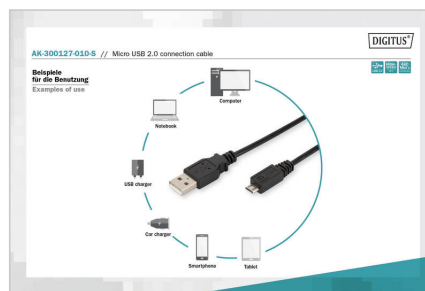 DIGITUS®
AK-300127-010-S // Micro USB 2.0 connection cable
Beispiele
für die Benutzung
Examples of use
Computer
Notebook
USB charger
Car charger
Smartphone
Tablet